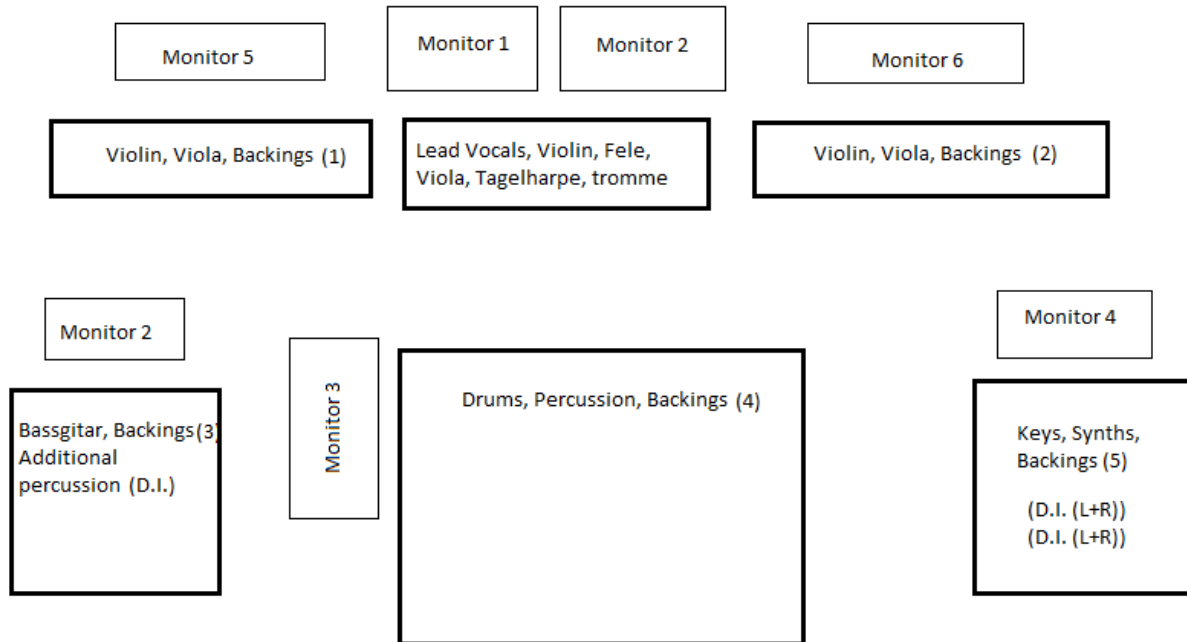 Monitor 5
Monitor 1
Monitor 2
Monitor 6
Violin, Viola, Backings (1)
Lead Vocals, Violin, Fele,
Viola, Tagelharpe, tromme
Violin, Viola, Backings (2)
Monitor 2
Monitor 3
Monitor 4
Bassgitar, Backings(3)
Additional
percussion (D.I.)
Drums, Percussion, Backings (4)
Keys, Synths,
Backings (5)
(D.I. (L+R))
(D.I. (L+R))